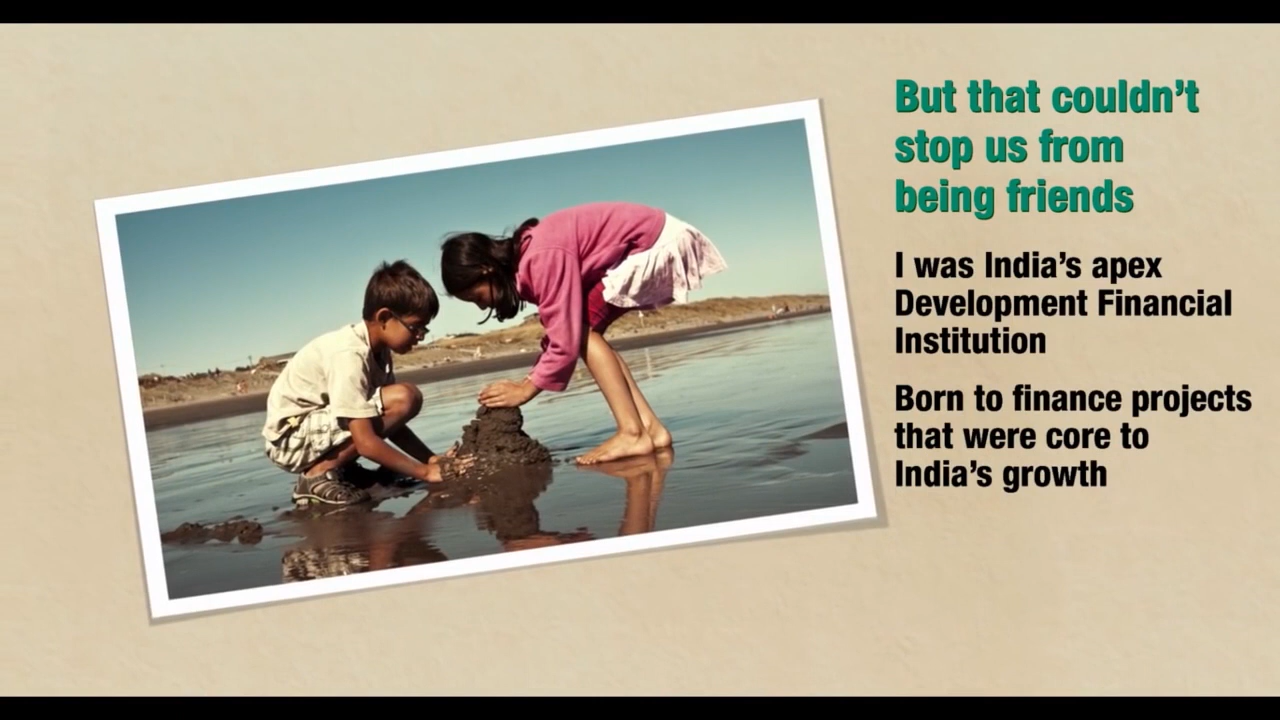 But that couldn’t
stop us from
being friends
I was India’s apex
Development Financial
Institution
Born to finance projects
that were core to
India’s growth